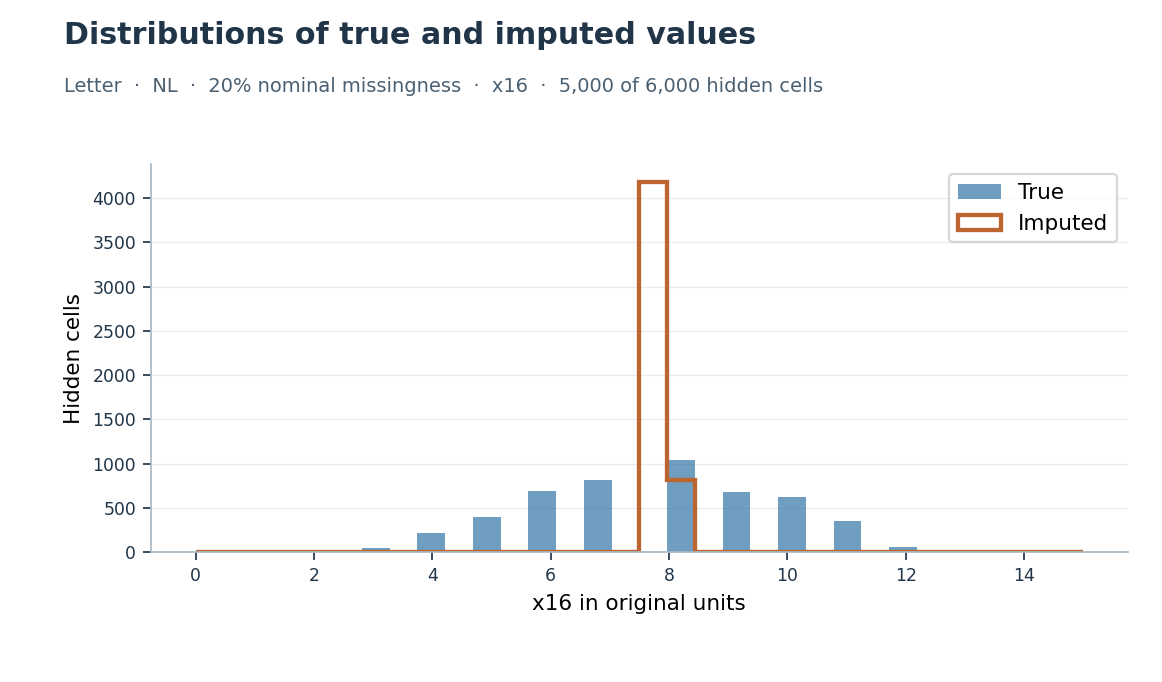 Distributions of true and imputed values
Letter · NL · 20% nominal missingness · x16 · 5,000 of 6,000 hidden cells
True
Imputed
Hidden cells
4000
3500
3000
2500
2000
1500
1000
500
0
0 2 4 6 8 10 12 14
x16 in original units